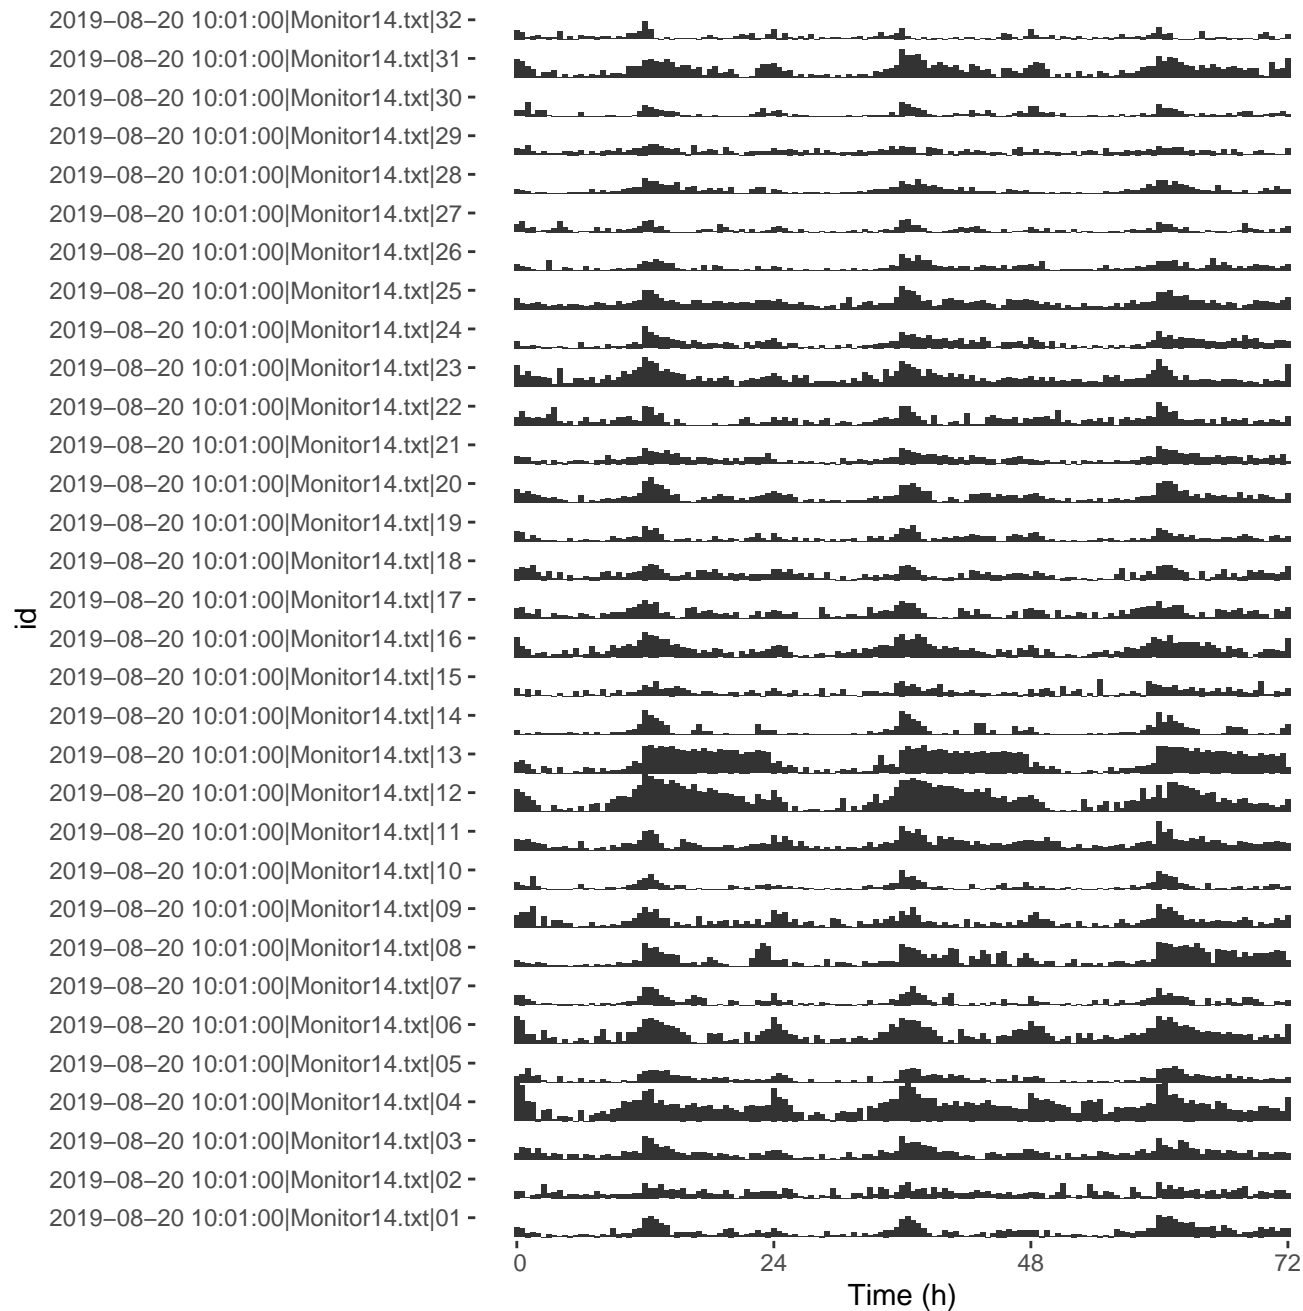 2019−08−20 10:01:00|Monitor14.txt|32
2019−08−20 10:01:00|Monitor14.txt|31
2019−08−20 10:01:00|Monitor14.txt|30
2019−08−20 10:01:00|Monitor14.txt|29
2019−08−20 10:01:00|Monitor14.txt|28
2019−08−20 10:01:00|Monitor14.txt|27
2019−08−20 10:01:00|Monitor14.txt|26
2019−08−20 10:01:00|Monitor14.txt|25
2019−08−20 10:01:00|Monitor14.txt|24
2019−08−20 10:01:00|Monitor14.txt|23
2019−08−20 10:01:00|Monitor14.txt|22
2019−08−20 10:01:00|Monitor14.txt|21
2019−08−20 10:01:00|Monitor14.txt|20
2019−08−20 10:01:00|Monitor14.txt|19
2019−08−20 10:01:00|Monitor14.txt|18
2019−08−20 10:01:00|Monitor14.txt|17
2019−08−20 10:01:00|Monitor14.txt|16
2019−08−20 10:01:00|Monitor14.txt|15
2019−08−20 10:01:00|Monitor14.txt|14
2019−08−20 10:01:00|Monitor14.txt|13
2019−08−20 10:01:00|Monitor14.txt|12
2019−08−20 10:01:00|Monitor14.txt|11
2019−08−20 10:01:00|Monitor14.txt|10
2019−08−20 10:01:00|Monitor14.txt|09
2019−08−20 10:01:00|Monitor14.txt|08
2019−08−20 10:01:00|Monitor14.txt|07
2019−08−20 10:01:00|Monitor14.txt|06
2019−08−20 10:01:00|Monitor14.txt|05
2019−08−20 10:01:00|Monitor14.txt|04
2019−08−20 10:01:00|Monitor14.txt|03
2019−08−20 10:01:00|Monitor14.txt|02
2019−08−20 10:01:00|Monitor14.txt|01
id
0 24 48 72
Time (h)